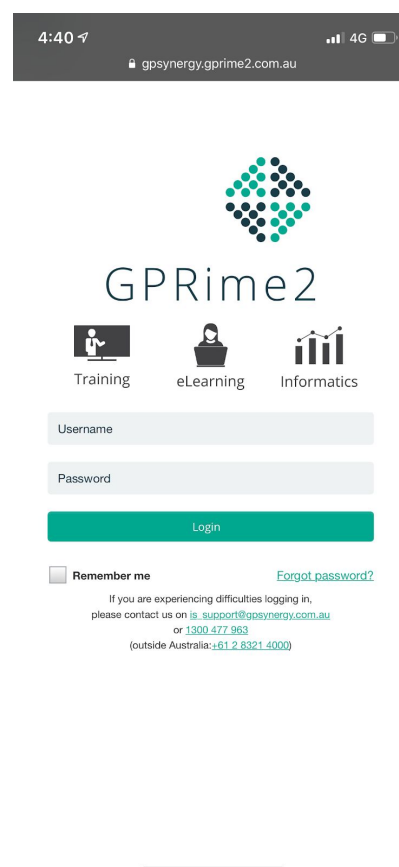 4:40
4G
gpsynergy.gprime2.com.au
GPRime2
Training
eLearning
Informatics
Username
Password
Login
Remember me
Forgot password?
If you are experiencing difficulties logging in,
please contact us on is_support@gpsynergy.com.au
or 1300 477 963
(outside Australia:+61 2 8321 4000)